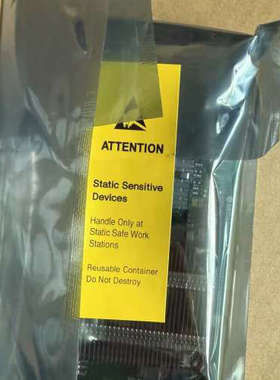 ATTENTION
Static Sensitive
Devices
Handle Only at
Static Safe Work
Stations
Reusable Container
Do Not Destroy